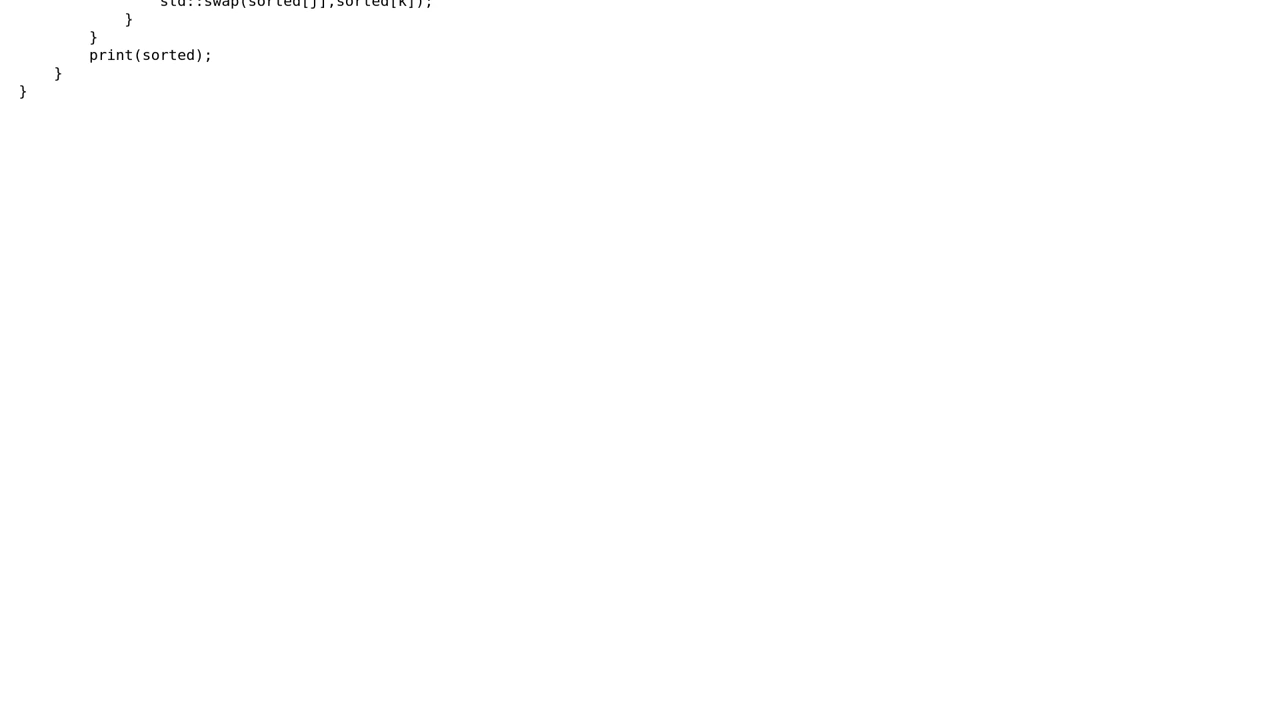 std::swap(sorted[j],sorted[k]);
            }
        }
        print(sorted);
    }
}